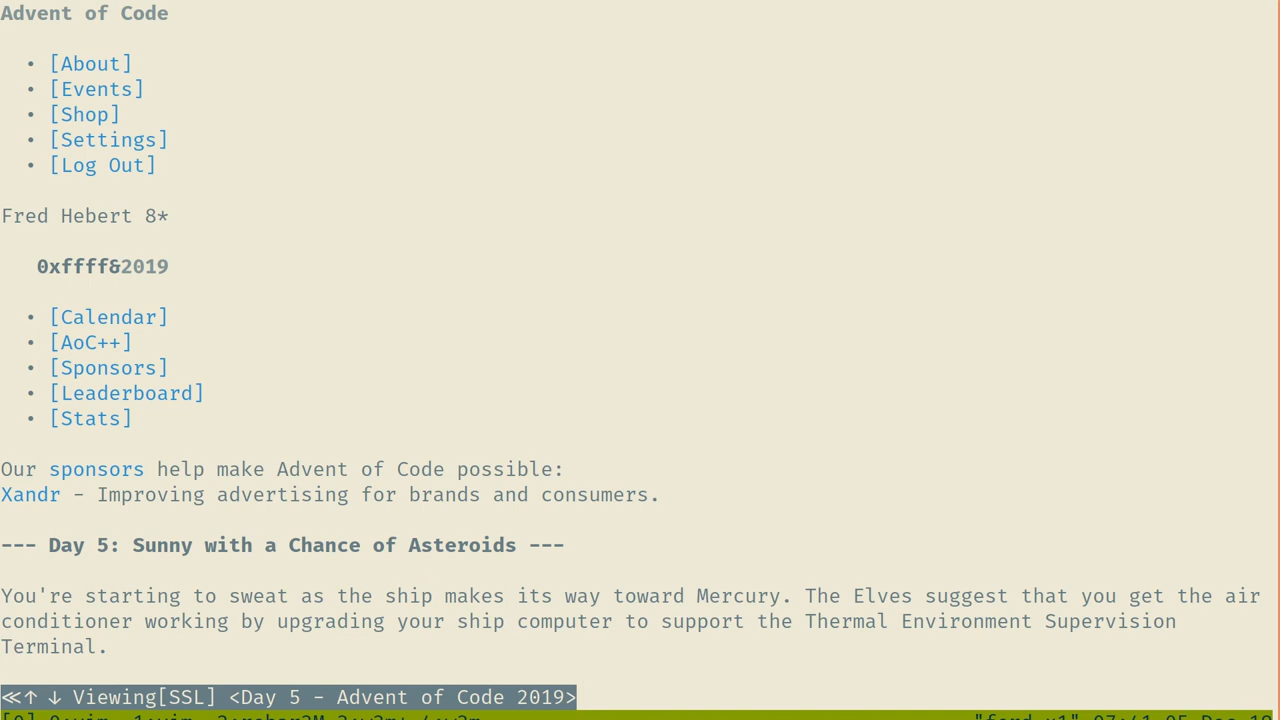 Advent of Code
• [About]
• [Events]
• [Shop]
• [Settings]
• [Log Out]
Fred Hebert 8*
0xffff&2019
• [Calendar]
• [AoC++]
• [Sponsors]
• [Leaderboard]
• [Stats]
Our sponsors help make Advent of Code possible:
Xandr - Improving advertising for brands and consumers.
--- Day 5: Sunny with a Chance of Asteroids ---
You're starting to sweat as the ship makes its way toward Mercury. The Elves suggest that you get the air
conditioner working by upgrading your ship computer to support the Thermal Environment Supervision
Terminal.
≪↑ ↓ Viewing[SSL] <Day 5 - Advent of Code 2019>